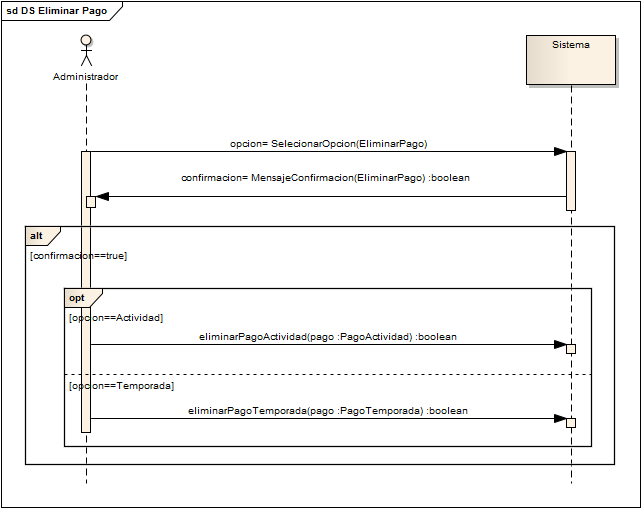 sd DS Eliminar Pago
Administrador
Sistema
opcion= SelecionarOpcion(EliminarPago)
confirmacion= MensajeConfirmacion(EliminarPago) :boolean
alt
[confirmacion==true]
opt
[opcion==Actividad]
eliminarPagoActividad(pago :PagoActividad) :boolean
[opcion==Temporada]
eliminarPagoTemporada(pago :PagoTemporada) :boolean